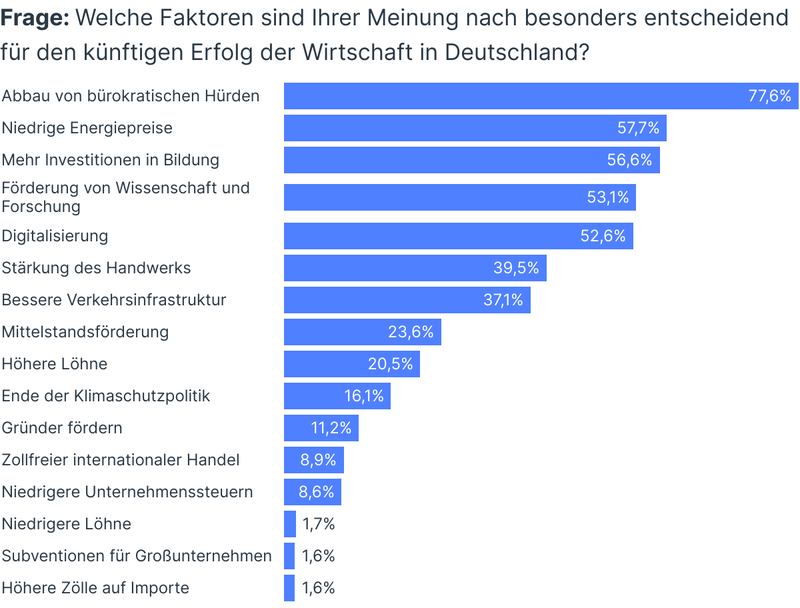 Frage: Welche Faktoren sind Ihrer Meinung nach besonders entscheidend
für den künftigen Erfolg der Wirtschaft in Deutschland?
Abbau von bürokratischen Hürden 77,6%
Niedrige Energiepreise 57,7%
Mehr Investitionen in Bildung 56,6%
Förderung von Wissenschaft und
Forschung 53,1%
Digitalisierung 52,6%
Stärkung des Handwerks 39,5%
Bessere Verkehrsinfrastruktur 37,1%
Mittelstandsförderung 23,6%
Höhere Löhne 20,5%
Ende der Klimaschutzpolitik 16,1%
Gründer fördern 11,2%
Zollfreier internationaler Handel 8,9%
Niedrigere Unternehmenssteuern 8,6%
Niedrigere Löhne 1,7%
Subventionen für Großunternehmen 1,6%
Höhere Zölle auf Importe 1,6%